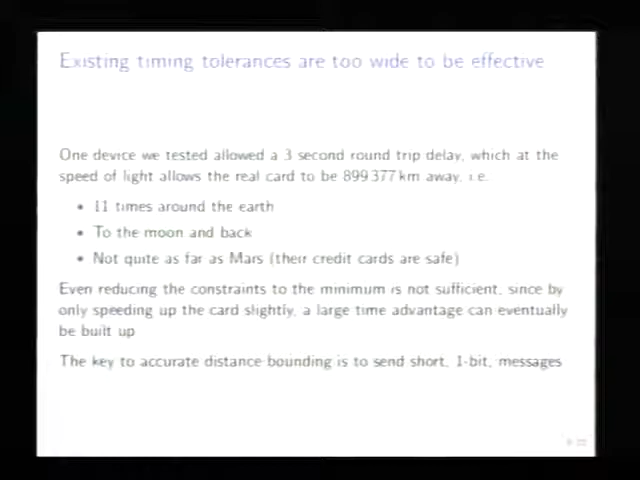 Existing timing tolerances are too wide to be effective
One device we tested allowed a 3 second round trip delay, which at the
speed of light allows the real card to be 899 377 km away, i.e.
• 11 times around the earth
• To the moon and back
• Not quite as far as Mars (their credit cards are safe)
Even reducing the constraints to the minimum is not sufficient, since by
only speeding up the card slightly, a large time advantage can eventually
be built up
The key to accurate distance bounding is to send short, 1-bit, messages